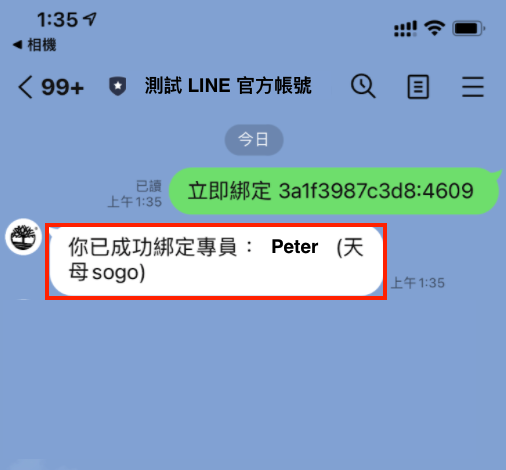 1:35
◀ 相機
99+ 測試 LINE 官方帳號
今日
已讀
上午1:35
立即綁定 3a1f3987c3d8:4609
你已成功綁定專員： Peter (天
母sogo)
上午1:35